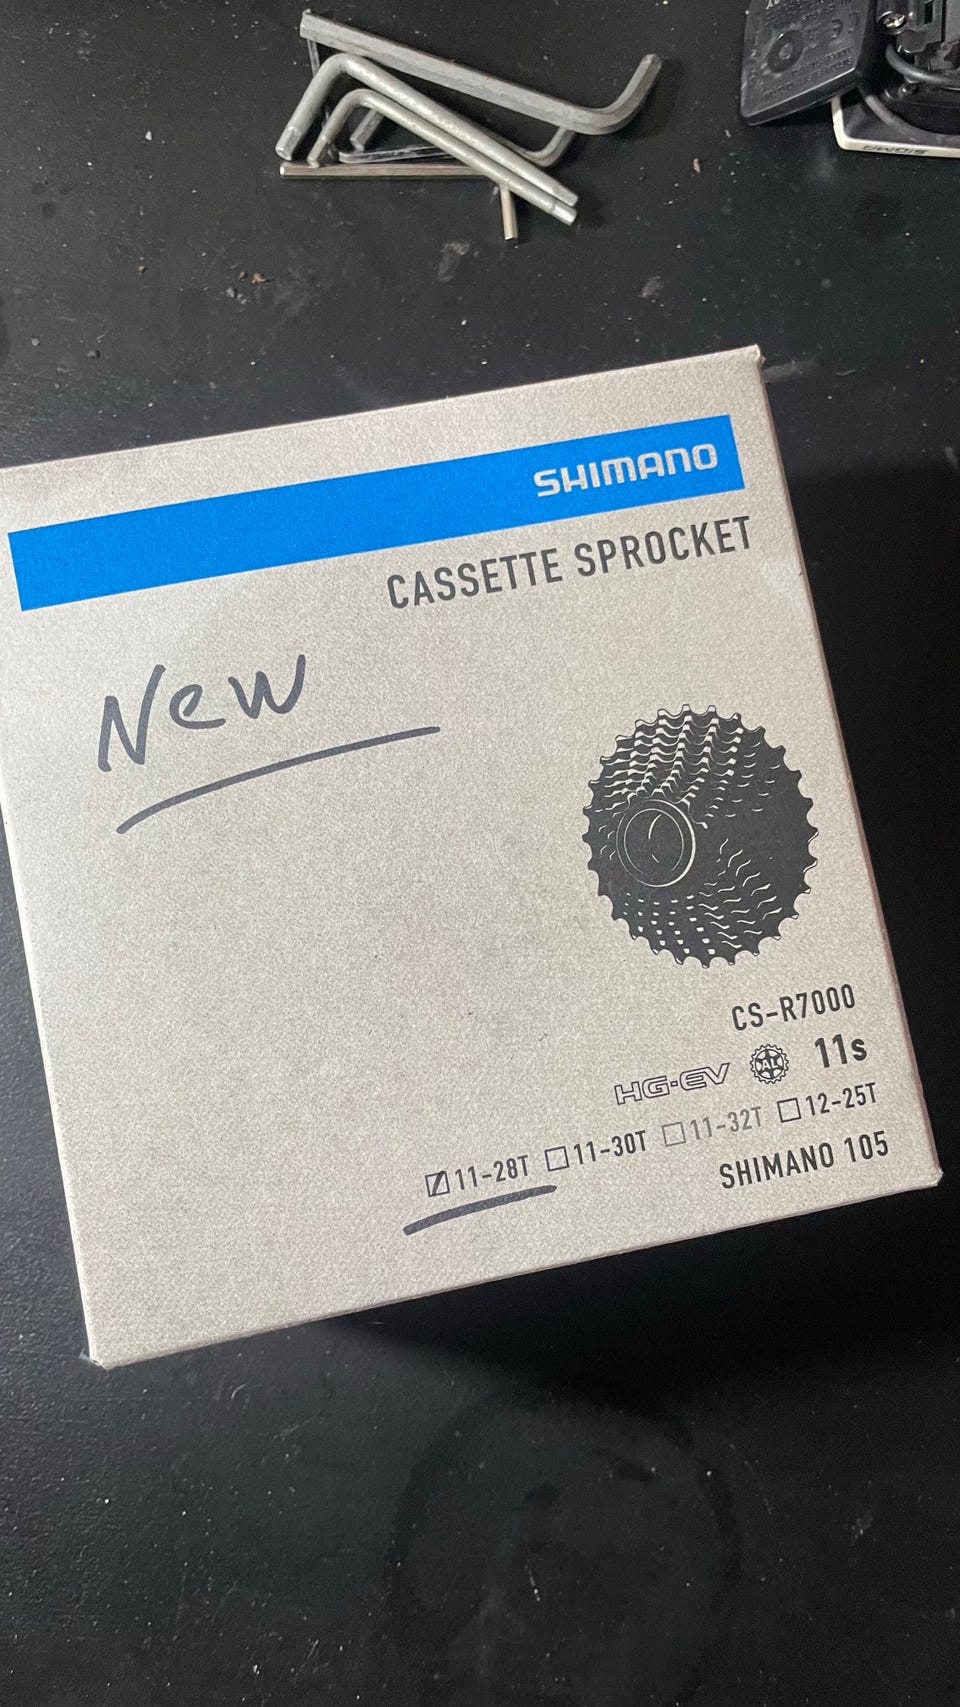 SHIMANO
CASSETTE SPROCKET
New
CS-R7000
HG-EV AL 11s
11-28T 11-30T 11-32T 12-25T
SHIMANO 105